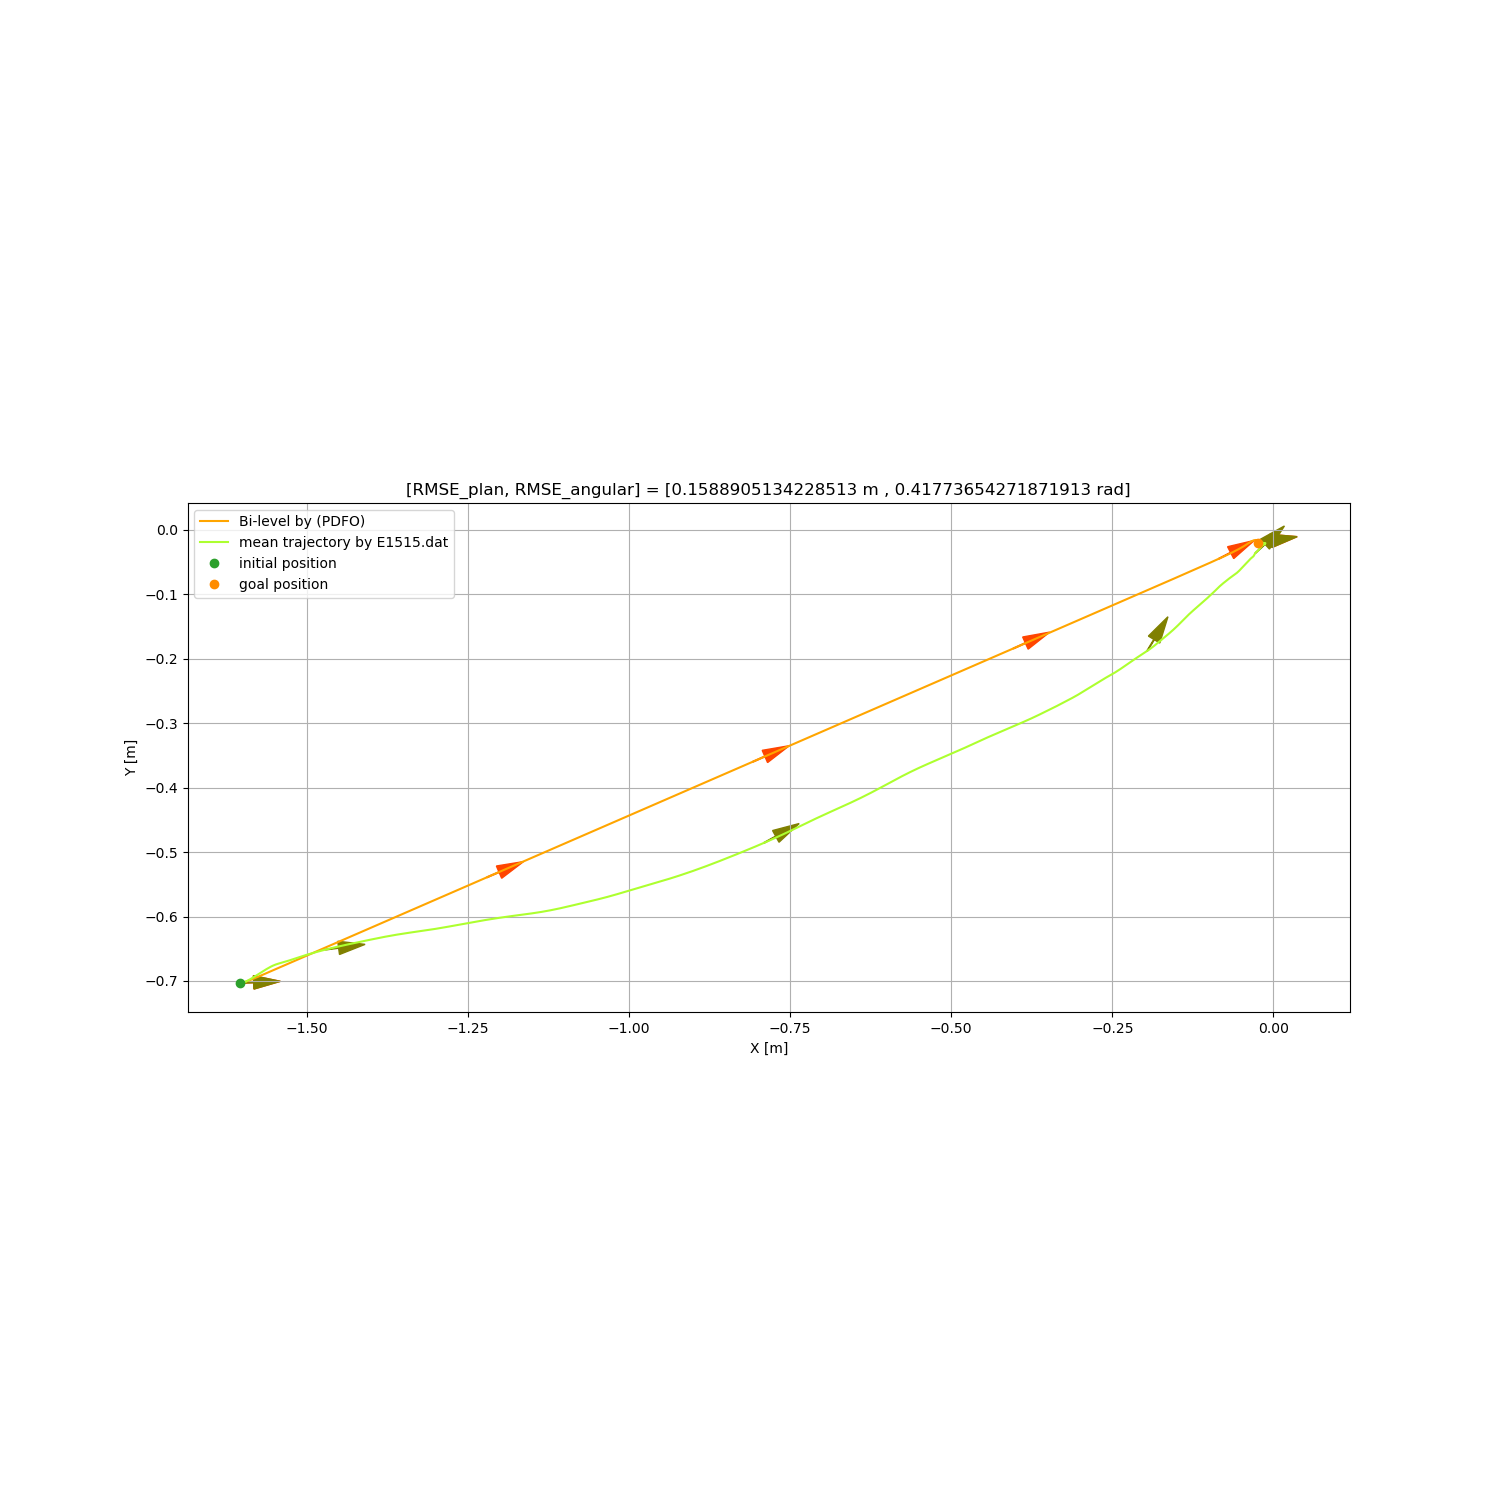 [RMSE_plan, RMSE_angular] = [0.1588905134228513 m , 0.41773654271871913 rad]
Bi-level by (PDFO)
mean trajectory by E1515.dat
initial position
goal position
0.0
−0.1
−0.2
−0.3
−0.4
−0.5
−0.6
−0.7
Y [m]
−1.50 −1.25 −1.00 −0.75 −0.50 −0.25 0.00
X [m]